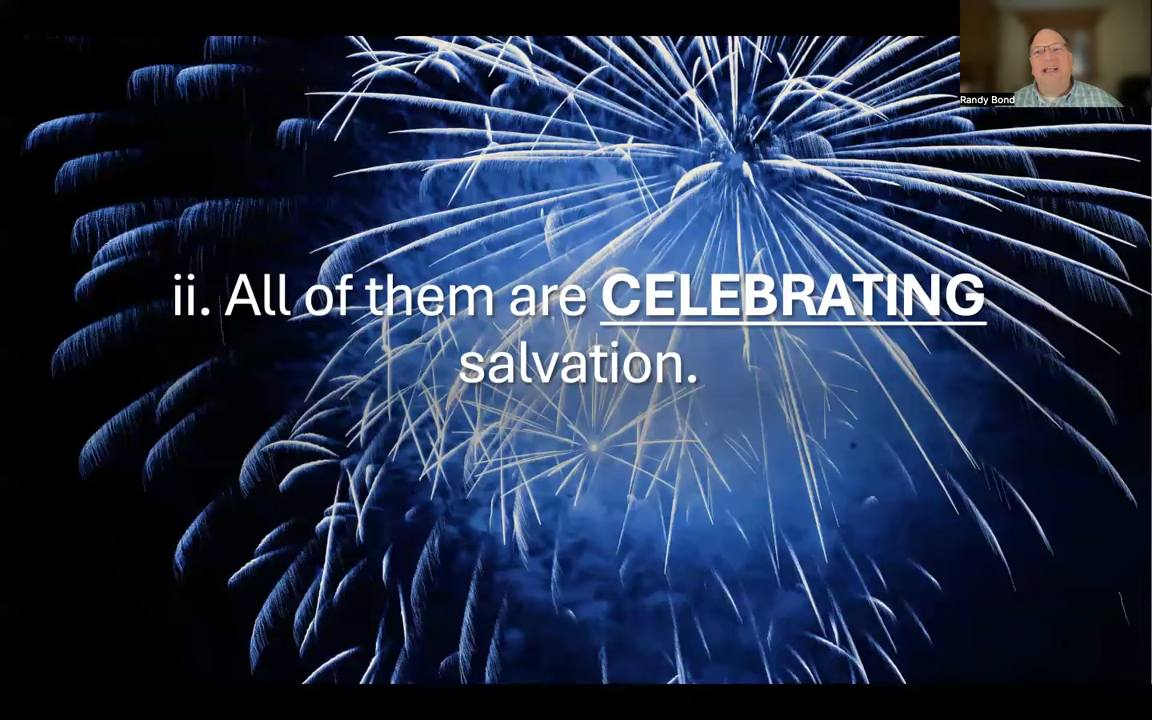 Randy Bond
ii. All of them are CELEBRATING
salvation.